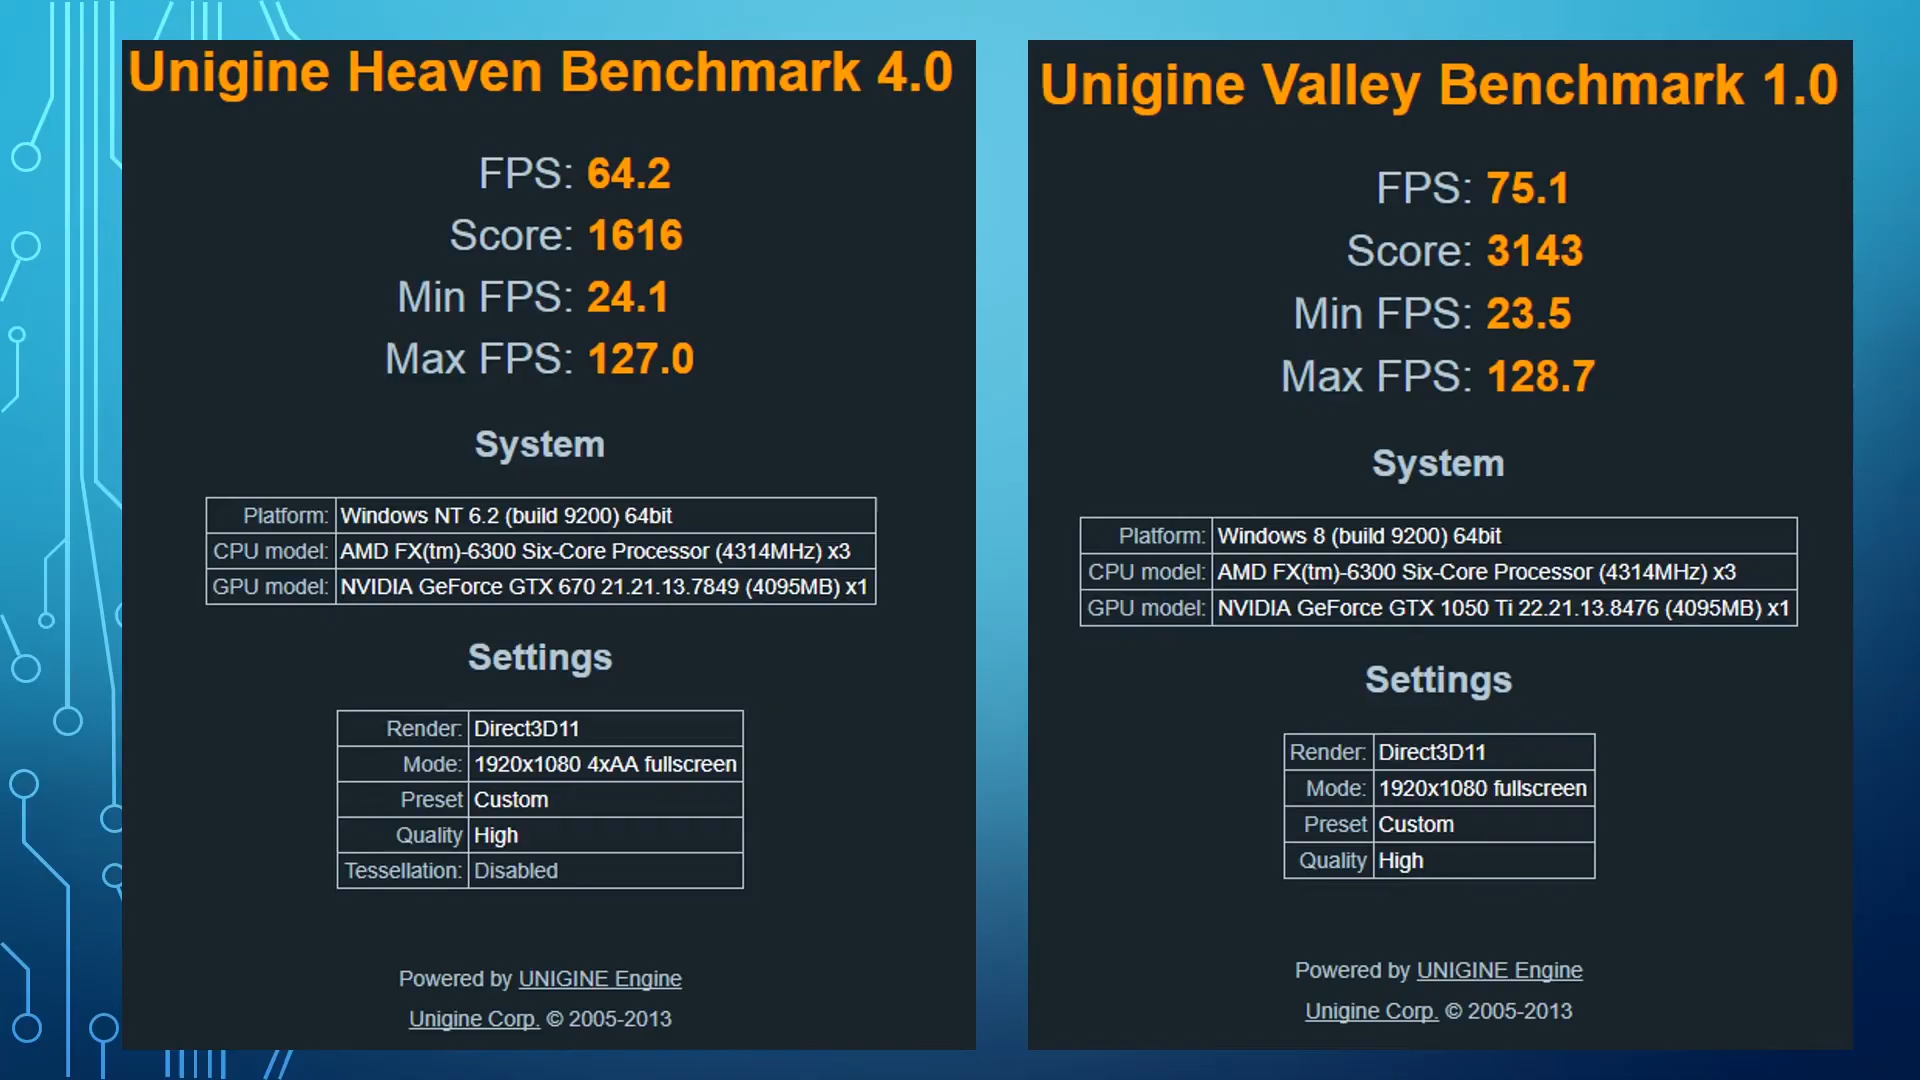 Unigine Heaven Benchmark 4.0
FPS: 64.2
Score: 1616
Min FPS: 24.1
Max FPS: 127.0
System
Platform: Windows NT 6.2 (build 9200) 64bit
CPU model: AMD FX(tm)-6300 Six-Core Processor (4314MHz) x3
GPU model: NVIDIA GeForce GTX 670 21.21.13.7849 (4095MB) x1
Settings
Render: Direct3D11
Mode: 1920x1080 4xAA fullscreen
Preset Custom
Quality High
Tessellation: Disabled
Powered by UNIGINE Engine
Unigine Corp. © 2005-2013
Unigine Valley Benchmark 1.0
FPS: 75.1
Score: 3143
Min FPS: 23.5
Max FPS: 128.7
System
Platform: Windows 8 (build 9200) 64bit
CPU model: AMD FX(tm)-6300 Six-Core Processor (4314MHz) x3
GPU model: NVIDIA GeForce GTX 1050 Ti 22.21.13.8476 (4095MB) x1
Settings
Render: Direct3D11
Mode: 1920x1080 fullscreen
Preset Custom
Quality High
Powered by UNIGINE Engine
Unigine Corp. © 2005-2013